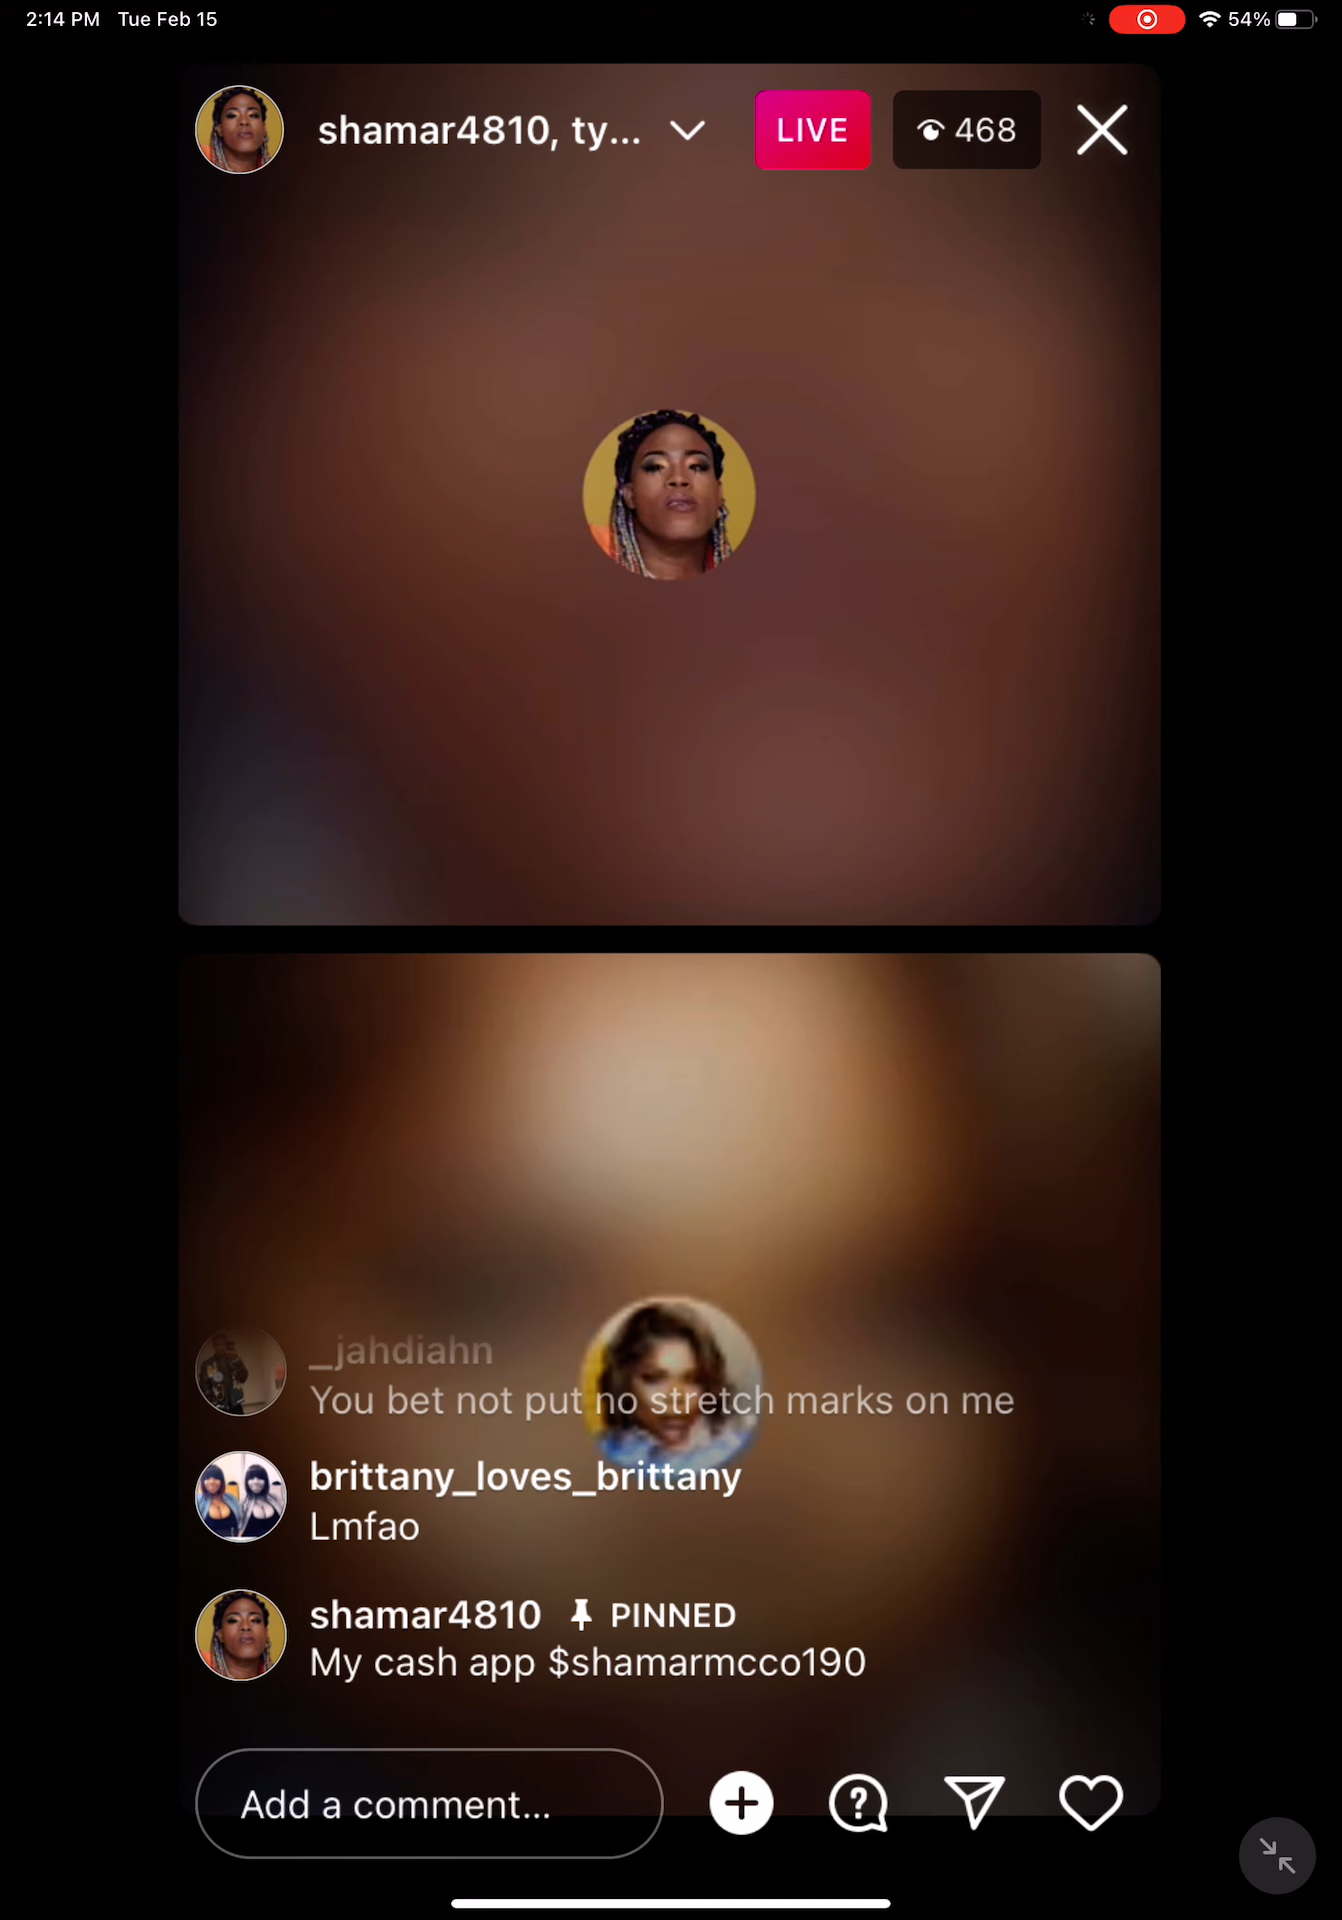 2:14 PM Tue Feb 15
54%
shamar4810, ty...
LIVE
468
_jahdiahn
You bet not put no stretch marks on me
brittany_loves_brittany
Lmfao
shamar4810 PINNED
My cash app $shamarmcco190
Add a comment...